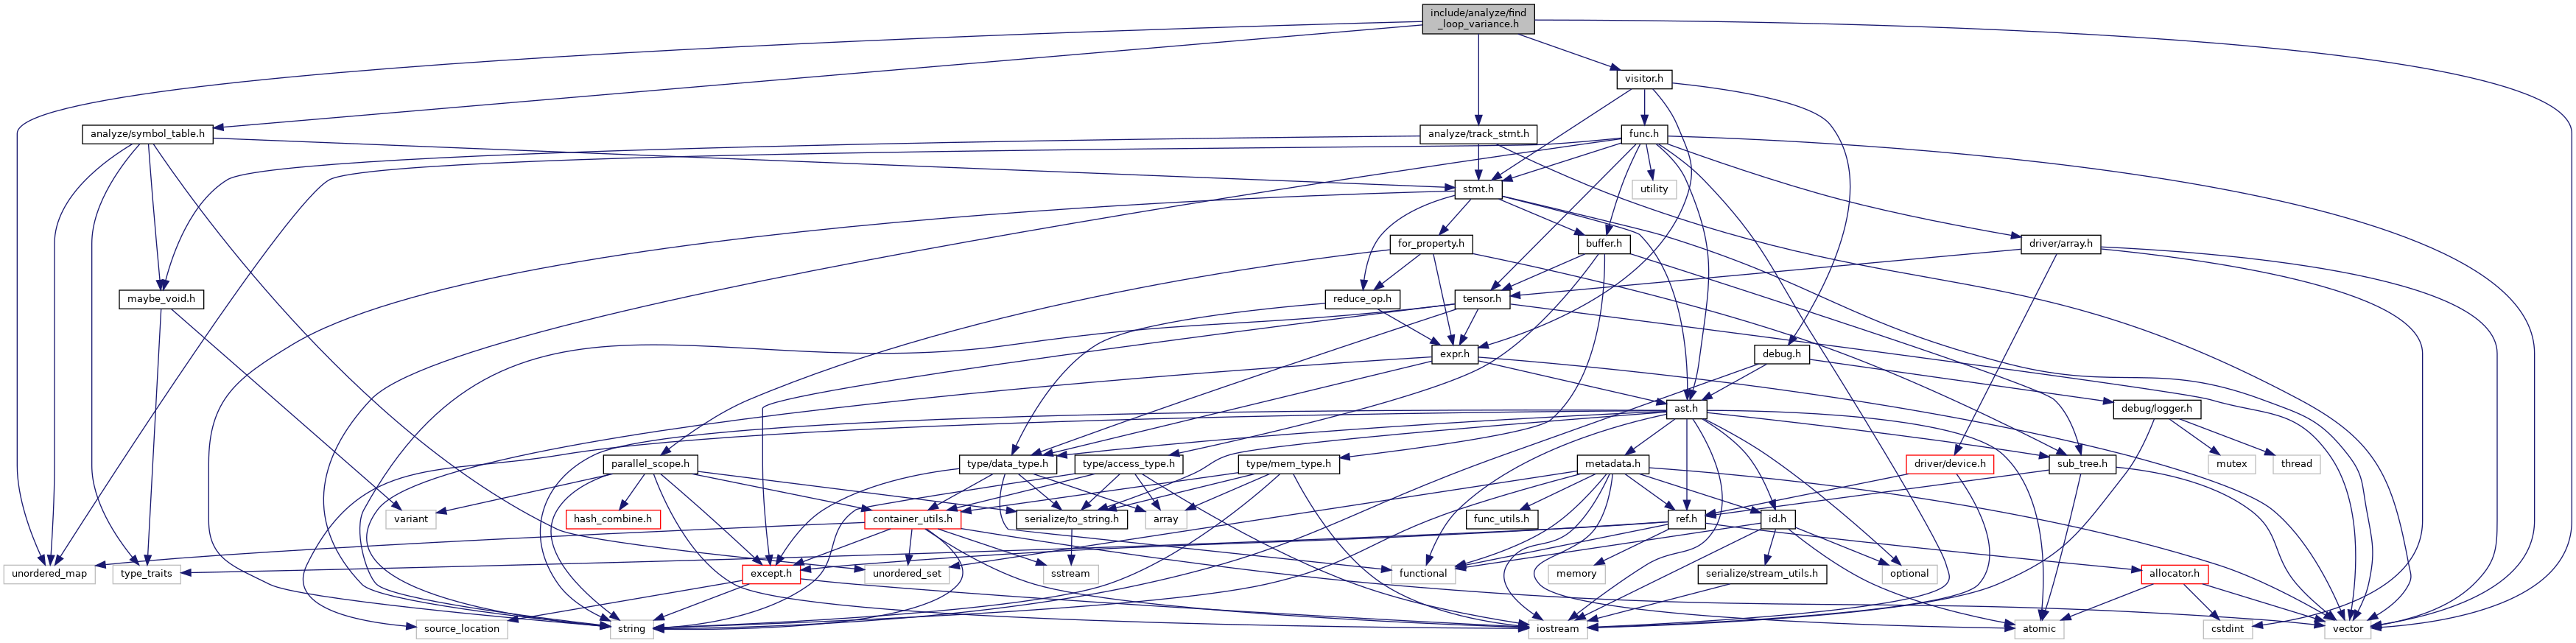 include/analyze/find
_loop_variance.h
visitor.h
analyze/symbol_table.h
analyze/track_stmt.h
func.h
stmt.h
utility
for_property.h
buffer.h
driver/array.h
maybe_void.h
reduce_op.h
tensor.h
expr.h
debug.h
ast.h
debug/logger.h
parallel_scope.h
type/data_type.h
type/access_type.h
type/mem_type.h
metadata.h
driver/device.h
sub_tree.h
mutex
thread
variant
hash_combine.h
container_utils.h
serialize/to_string.h
array
func_utils.h
ref.h
id.h
unordered_map
type_traits
except.h
unordered_set
sstream
functional
memory
serialize/stream_utils.h
optional
allocator.h
source_location
string
iostream
atomic
cstdint
vector